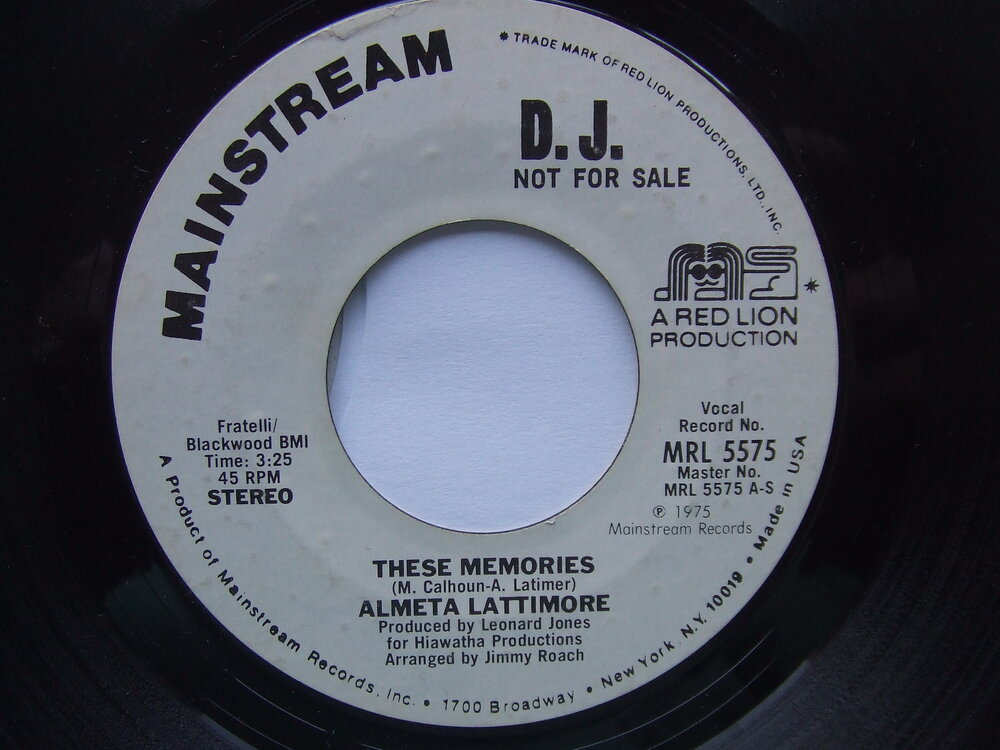 MAINSTREAM
* TRADE MARK OF RED LION PRODUCTIONS, LTD., INC.
D.J.
NOT FOR SALE
MS *
A RED LION
PRODUCTION
Fratelli/
Blackwood BMI
Time: 3:25
45 RPM
STEREO
Vocal
Record No.
MRL 5575
Master No.
MRL 5575 A-S
℗ 1975
Mainstream Records
THESE MEMORIES
(M. Calhoun-A. Latimer)
ALMETA LATTIMORE
Produced by Leonard Jones
for Hiawatha Productions
Arranged by Jimmy Roach
A Product of Mainstream Records, Inc. • 1700 Broadway • New York, N.Y. 10019 • Made in USA